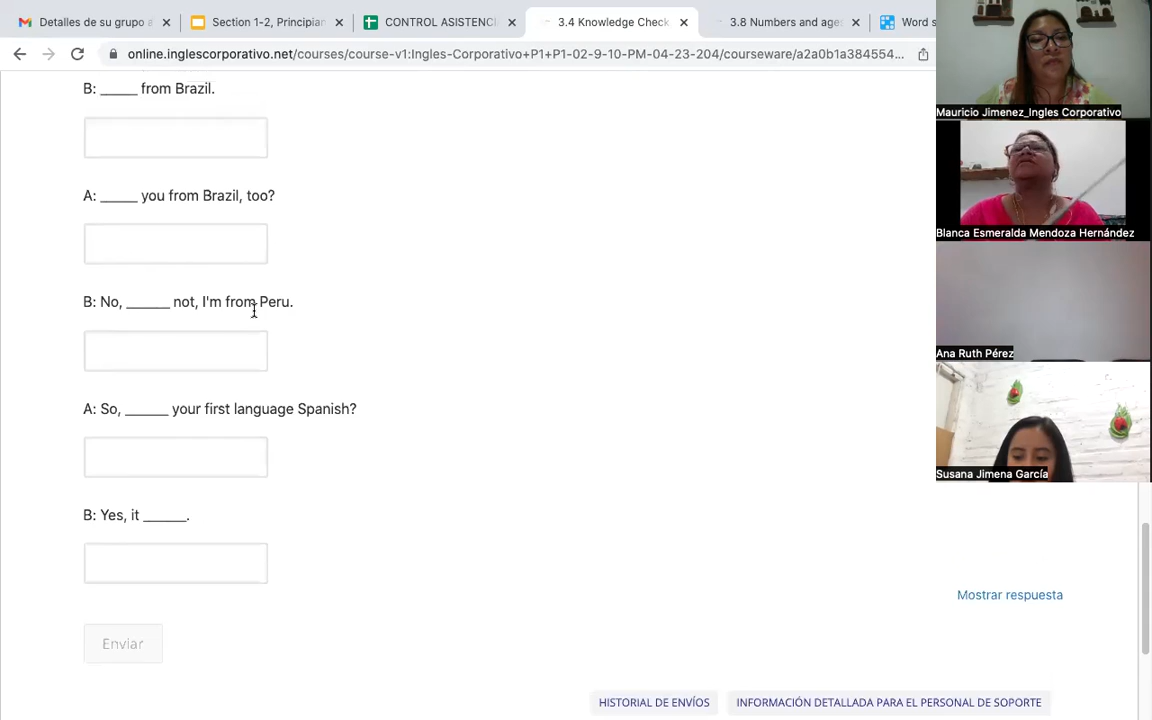 Detalles de su grupo
Section 1-2, Principian
CONTROL ASISTENCI
3.4 Knowledge Check
3.8 Numbers and ages
Word s
online.inglescorporativo.net/courses/course-v1:Ingles-Corporativo+P1+P1-02-9-10-PM-04-23-204/courseware/a2a0b1a384554...
B: _____ from Brazil.
A: _____ you from Brazil, too?
B: No, ______ not, I'm from Peru.
A: So, ______ your first language Spanish?
B: Yes, it ______.
Mostrar respuesta
Enviar
HISTORIAL DE ENVÍOS
INFORMACIÓN DETALLADA PARA EL PERSONAL DE SOPORTE
Mauricio Jimenez_Ingles Corporativo
Blanca Esmeralda Mendoza Hernández
Ana Ruth Pérez
Susana Jimena García